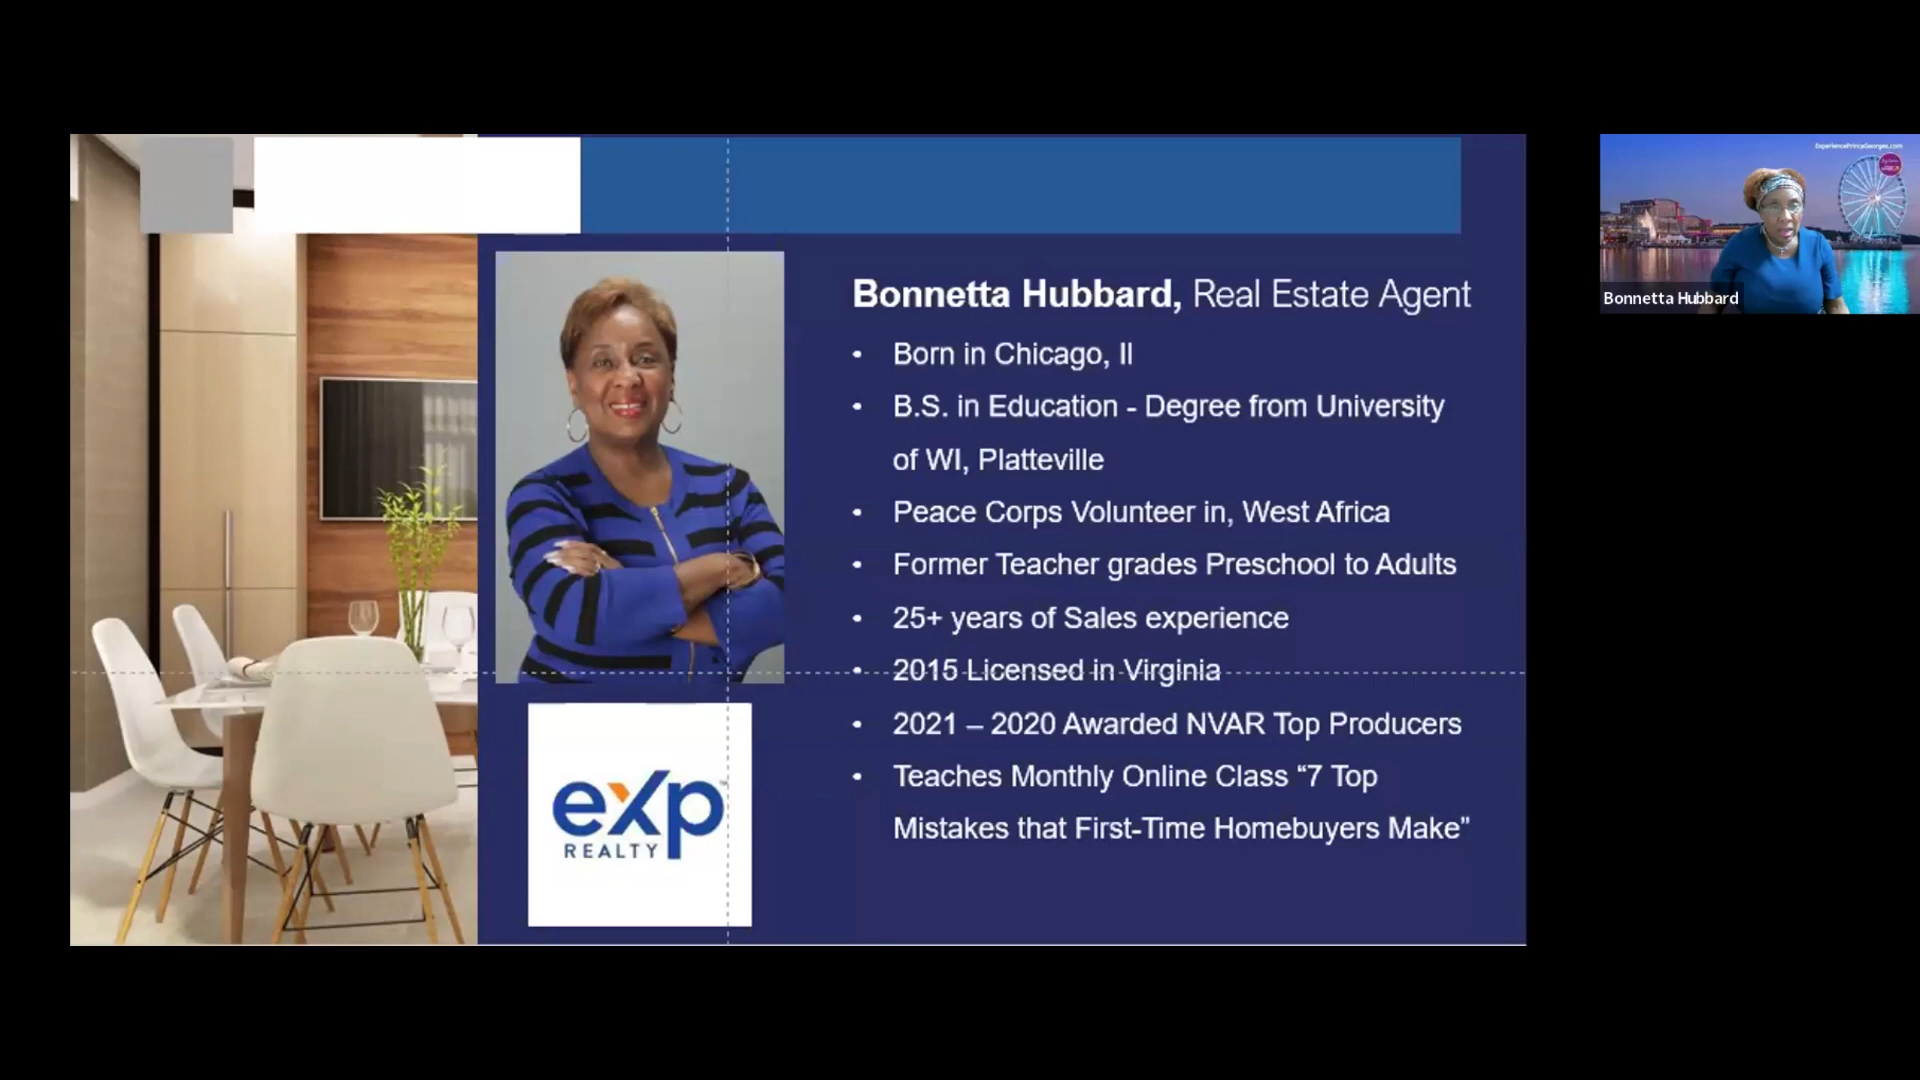 ExperiencePrinceGeorges.com
Bonnetta Hubbard, Real Estate Agent
• Born in Chicago, Il
• B.S. in Education - Degree from University
of WI, Platteville
• Peace Corps Volunteer in, West Africa
• Former Teacher grades Preschool to Adults
• 25+ years of Sales experience
• 2015 Licensed in Virginia
• 2021 – 2020 Awarded NVAR Top Producers
• Teaches Monthly Online Class “7 Top
Mistakes that First-Time Homebuyers Make”
exp
REALTY
Bonnetta Hubbard